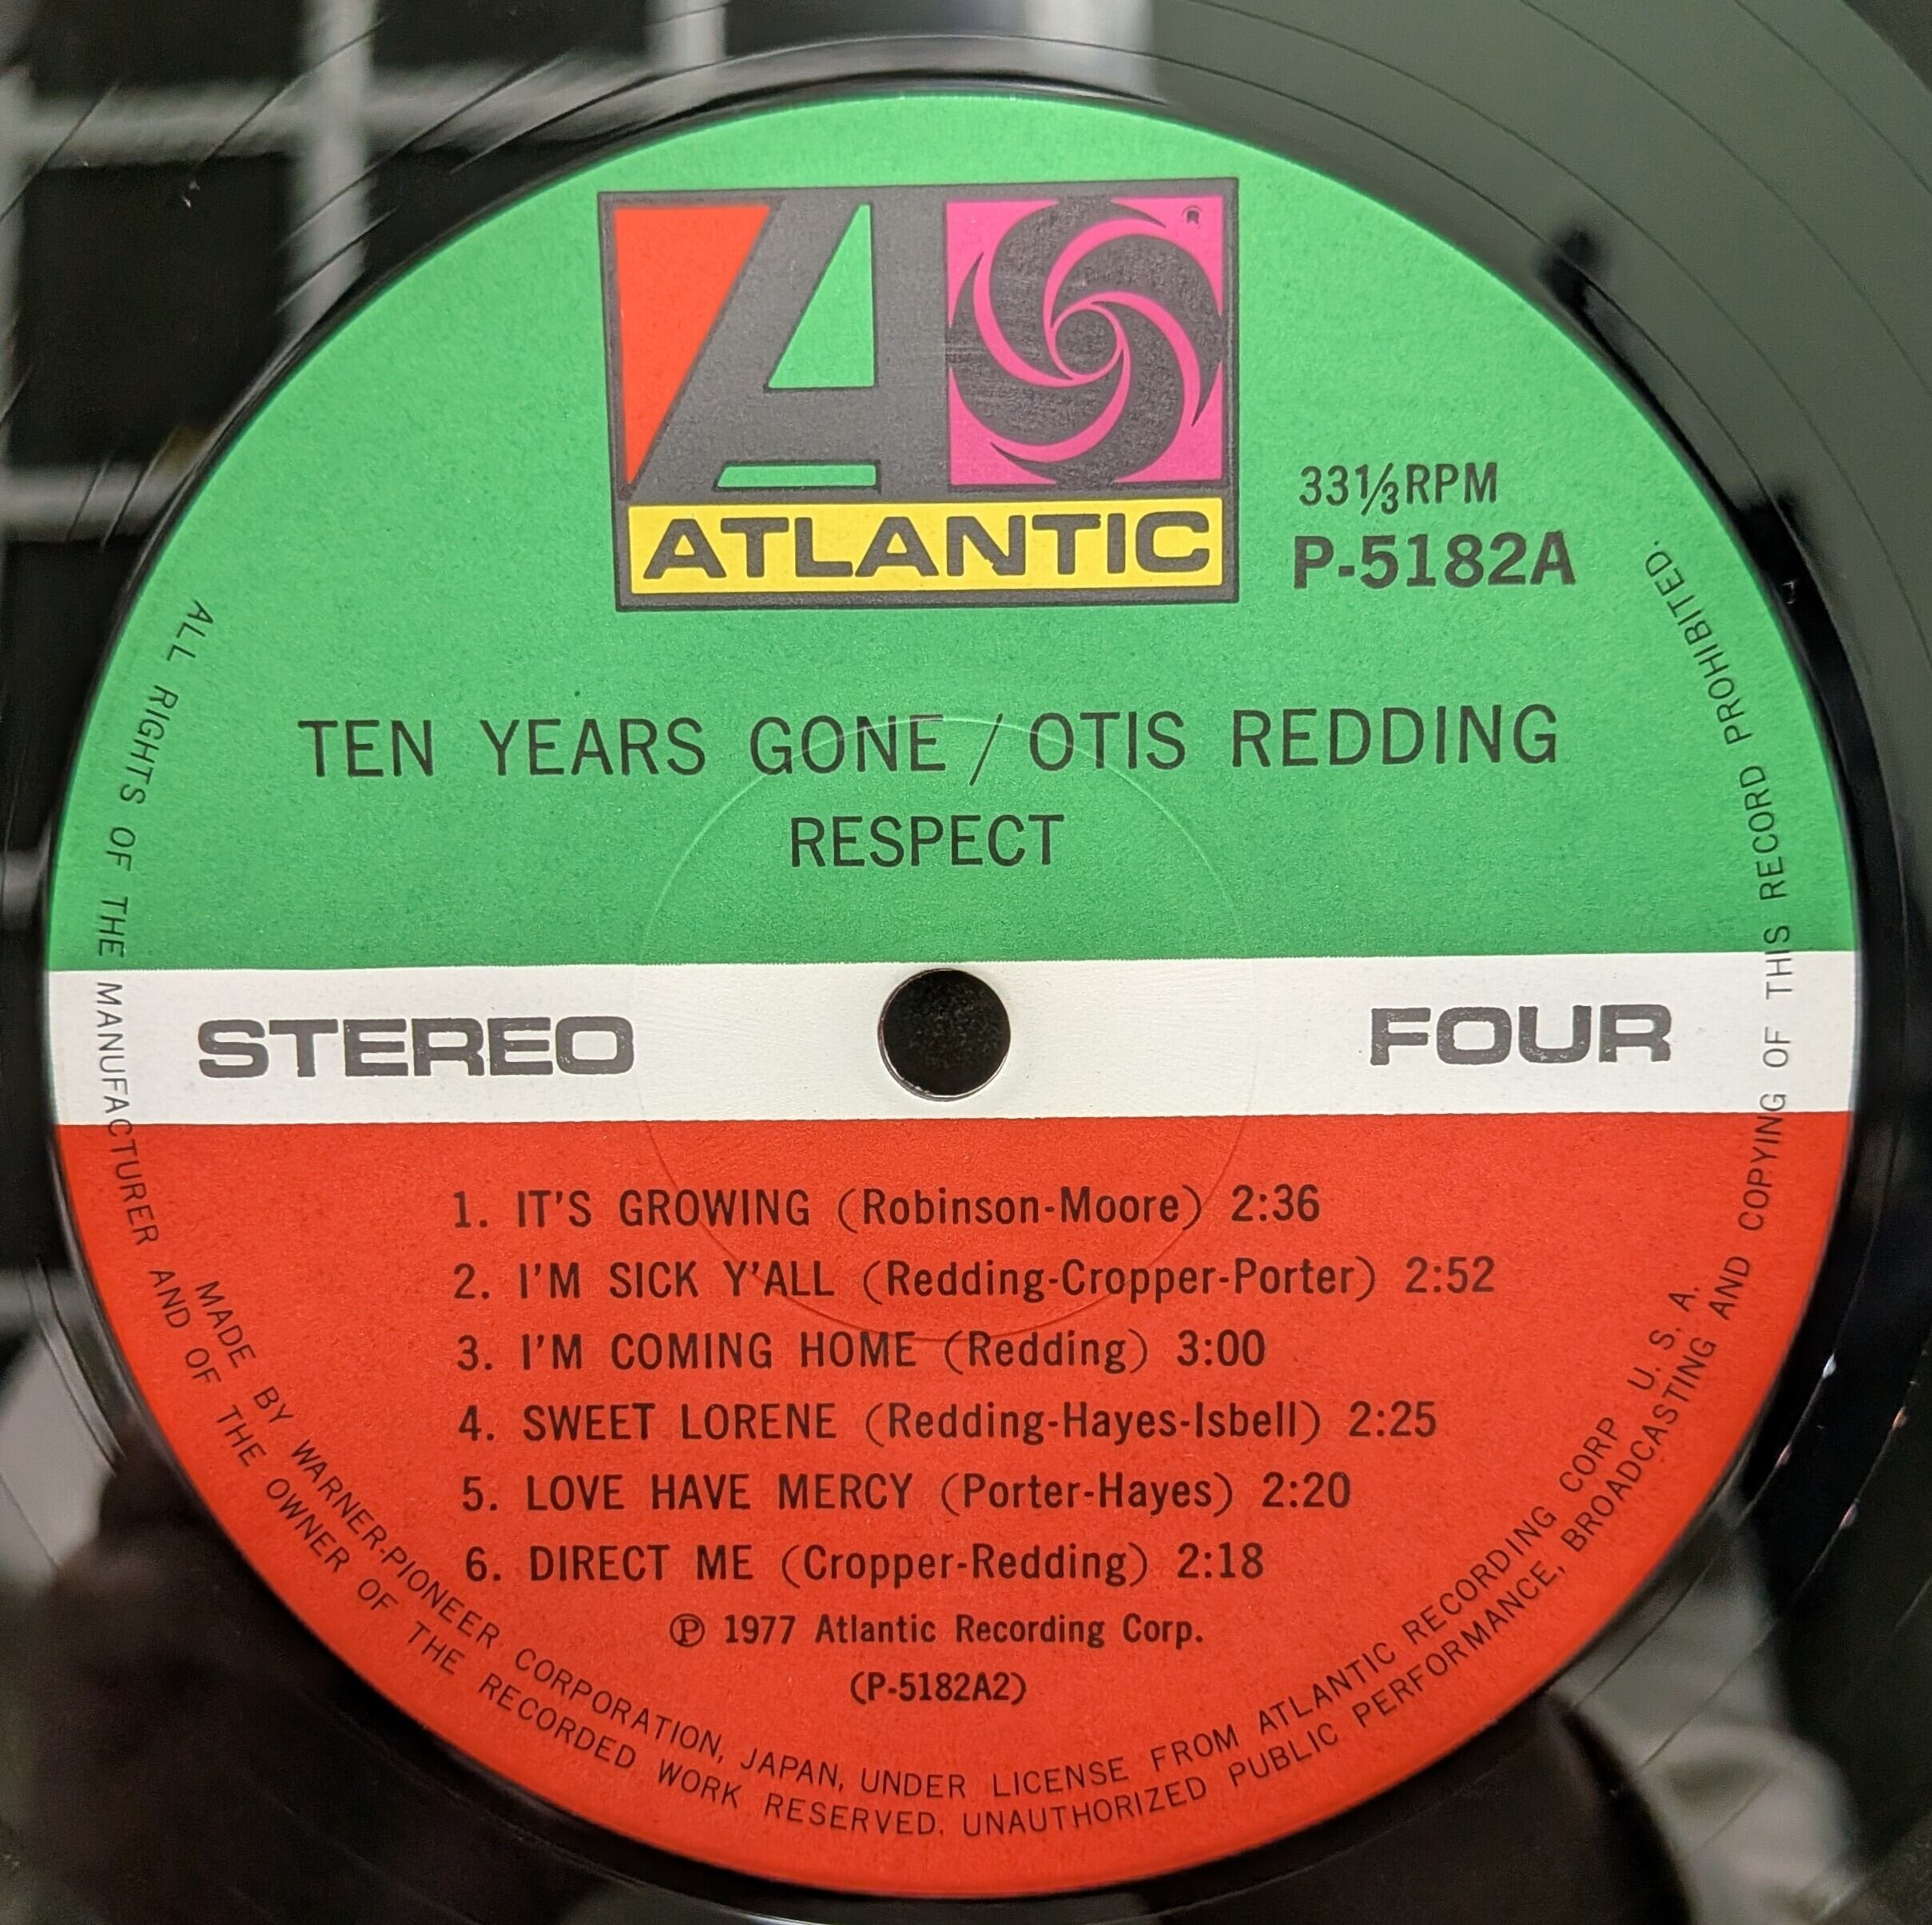 ATLANTIC
®
33⅓RPM
P-5182A
TEN YEARS GONE / OTIS REDDING
RESPECT
STEREO
FOUR
1. IT'S GROWING (Robinson-Moore) 2:36
2. I'M SICK Y'ALL (Redding-Cropper-Porter) 2:52
3. I'M COMING HOME (Redding) 3:00
4. SWEET LORENE (Redding-Hayes-Isbell) 2:25
5. LOVE HAVE MERCY (Porter-Hayes) 2:20
6. DIRECT ME (Cropper-Redding) 2:18
℗ 1977 Atlantic Recording Corp.
(P-5182A2)
MADE BY WARNER-PIONEER CORPORATION, JAPAN, UNDER LICENSE FROM ATLANTIC RECORDING CORP U. S. A.
ALL RIGHTS OF THE MANUFACTURER AND OF THE OWNER OF THE RECORDED WORK RESERVED. UNAUTHORIZED PUBLIC PERFORMANCE, BROADCASTING AND COPYING OF THIS RECORD PROHIBITED.